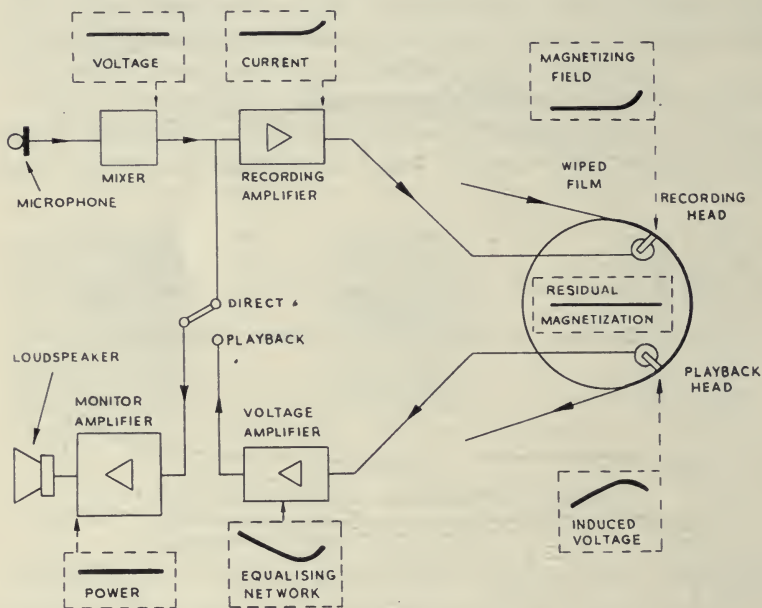 VOLTAGE
CURRENT
MAGNETIZING
FIELD
MIXER
RECORDING
AMPLIFIER
MICROPHONE
WIPED
FILM
RECORDING
HEAD
RESIDUAL
MAGNETIZATION
DIRECT
PLAYBACK
LOUDSPEAKER
MONITOR
AMPLIFIER
VOLTAGE
AMPLIFIER
PLAYBACK
HEAD
INDUCED
VOLTAGE
EQUALISING
NETWORK
POWER